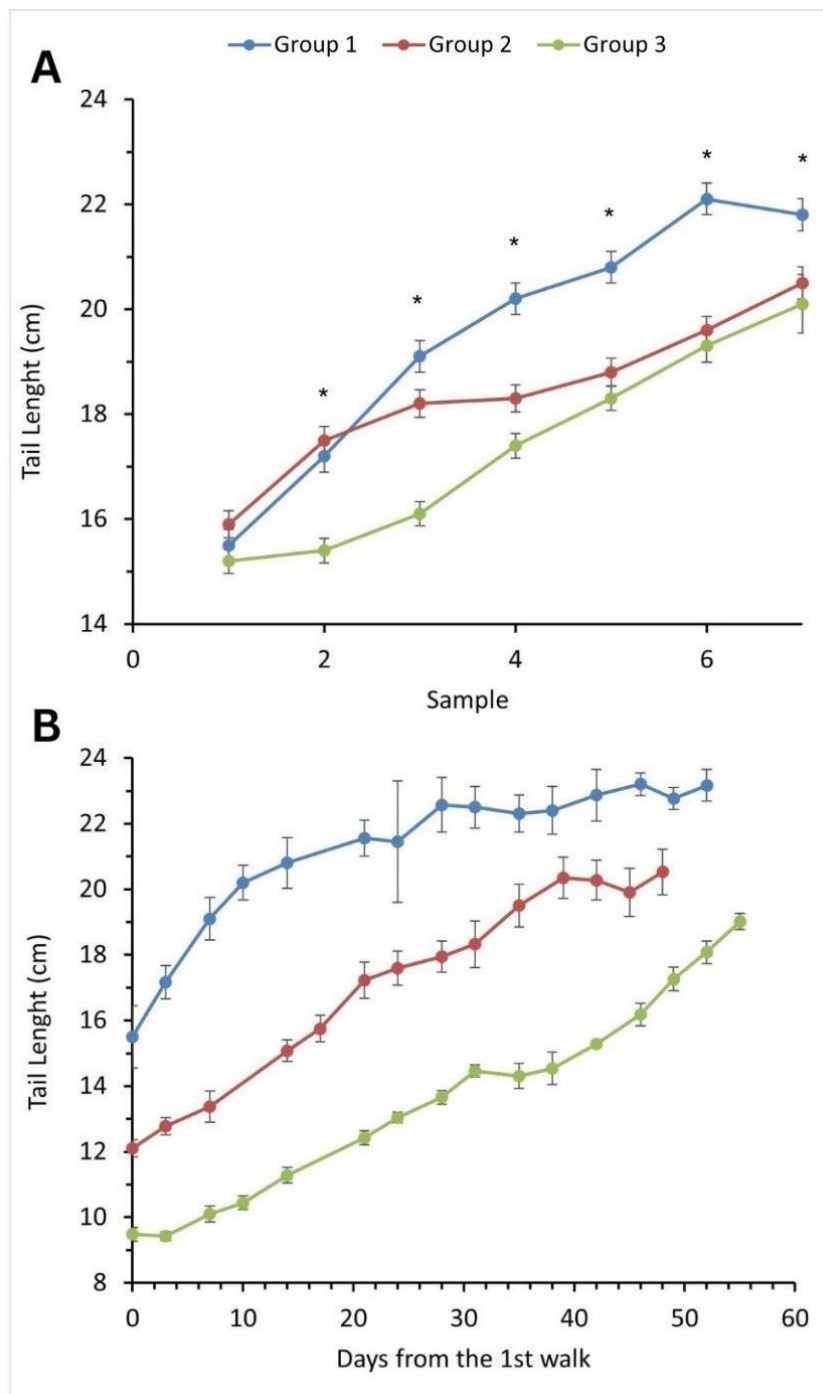 Group 1 Group 2 Group 3
A
24
*
*
22
*
*
*
20
*
18
16
14
0 2 4 6
Tail Lenght (cm)
Sample
B
24
22
20
18
16
14
12
10
8
0 10 20 30 40 50 60
Tail Lenght (cm)
Days from the 1st walk